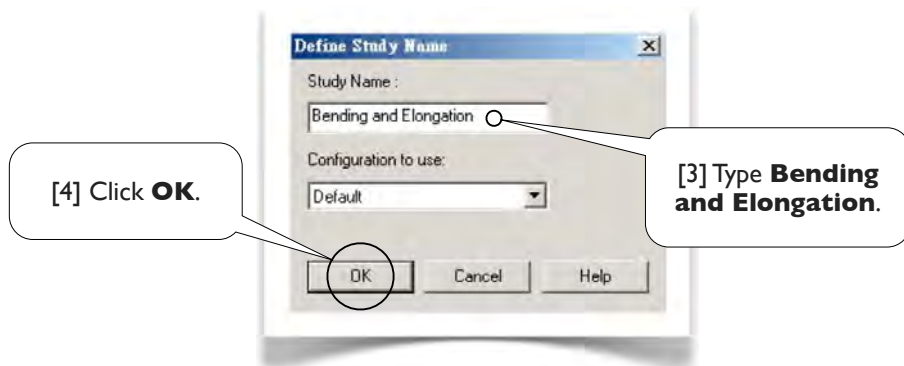 Define Study Name
Study Name :
Bending and Elongation
[3] Type Bending
and Elongation.
Configuration to use:
Default
[4] Click OK.
OK
Cancel
Help